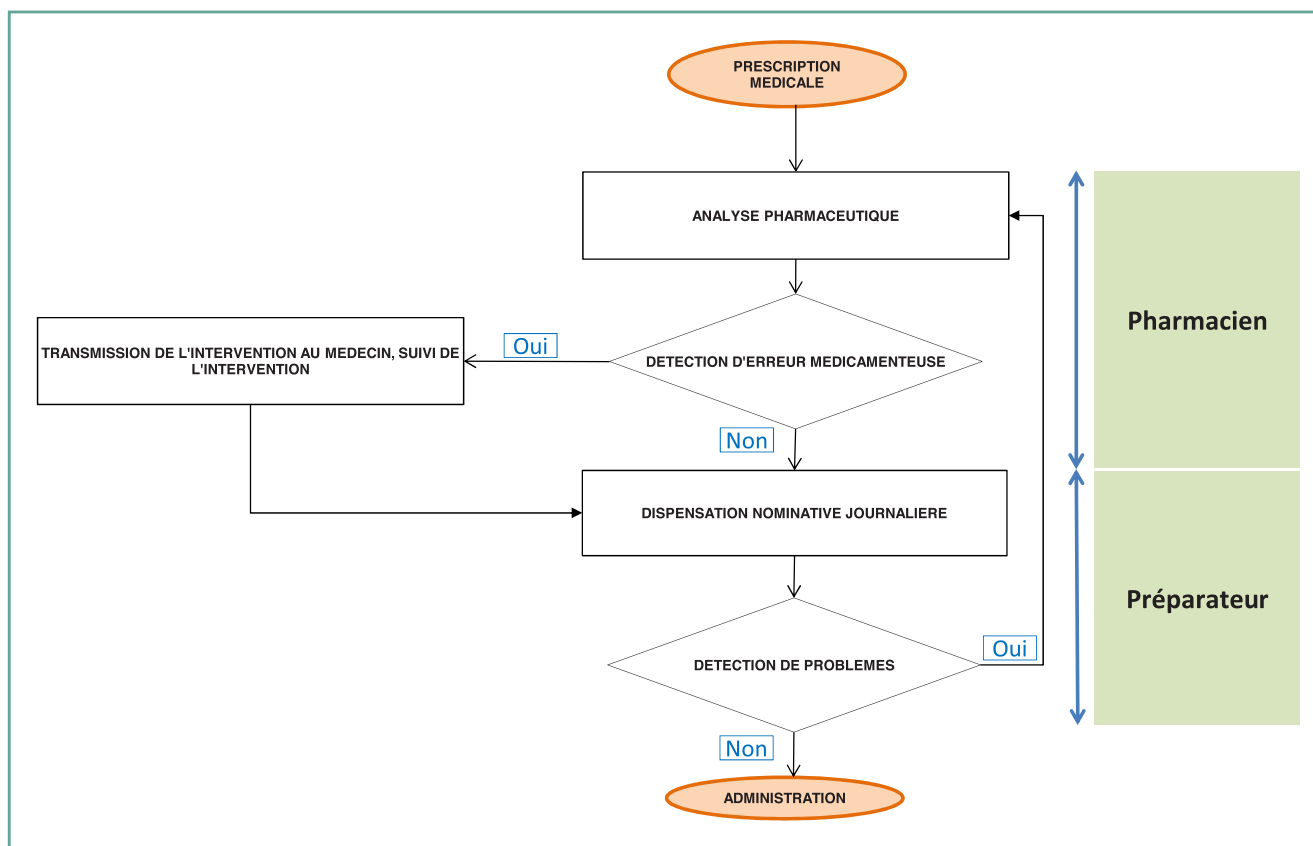 PRESCRIPTION
MEDICALE
ANALYSE PHARMACEUTIQUE
Pharmacien
Oui
TRANSMISSION DE L'INTERVENTION AU MEDECIN, SUIVI DE
L'INTERVENTION
DETECTION D'ERREUR MEDICAMENTEUSE
Non
DISPENSATION NOMINATIVE JOURNALIERE
Préparateur
Oui
DETECTION DE PROBLEMES
Non
ADMINISTRATION